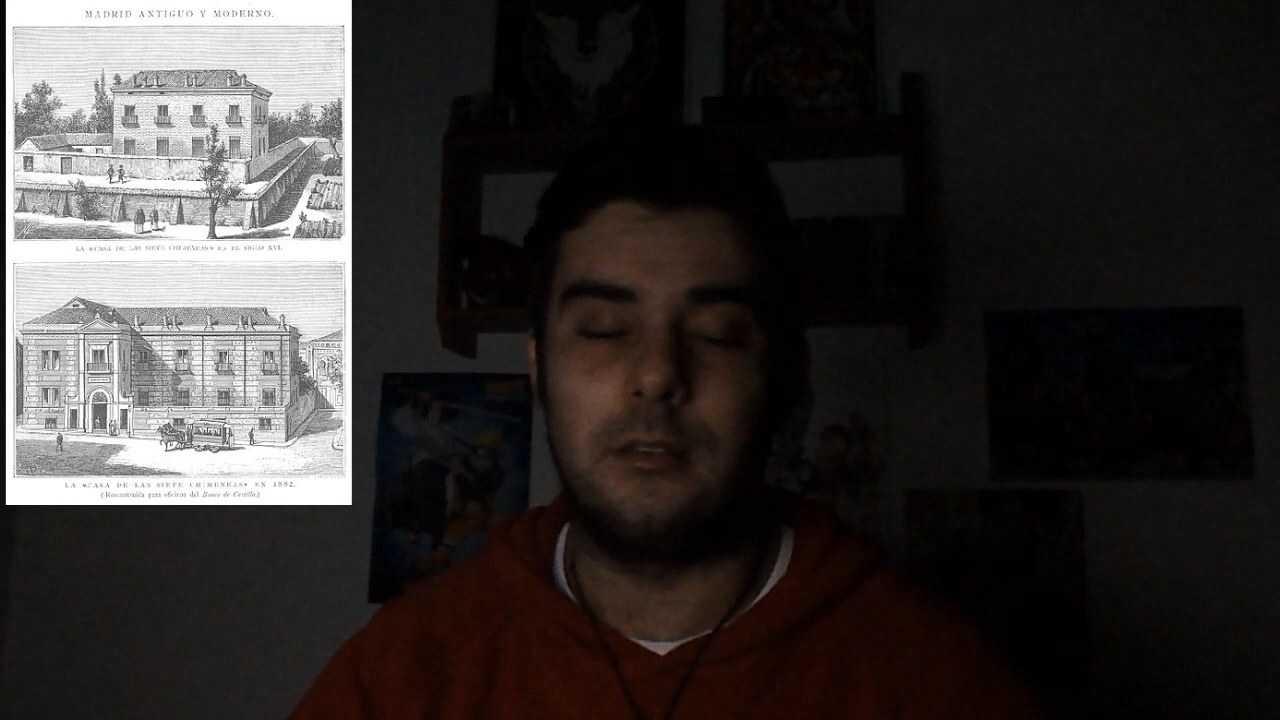 MADRID ANTIGUO Y MODERNO.
LA «CASA DE LAS SIETE CHIMENEAS» EN EL SIGLO XVI.
LA «CASA DE LAS SIETE CHIMENEAS» EN 1882.
(Reconstruida para oficinas del Banco de Castilla.)